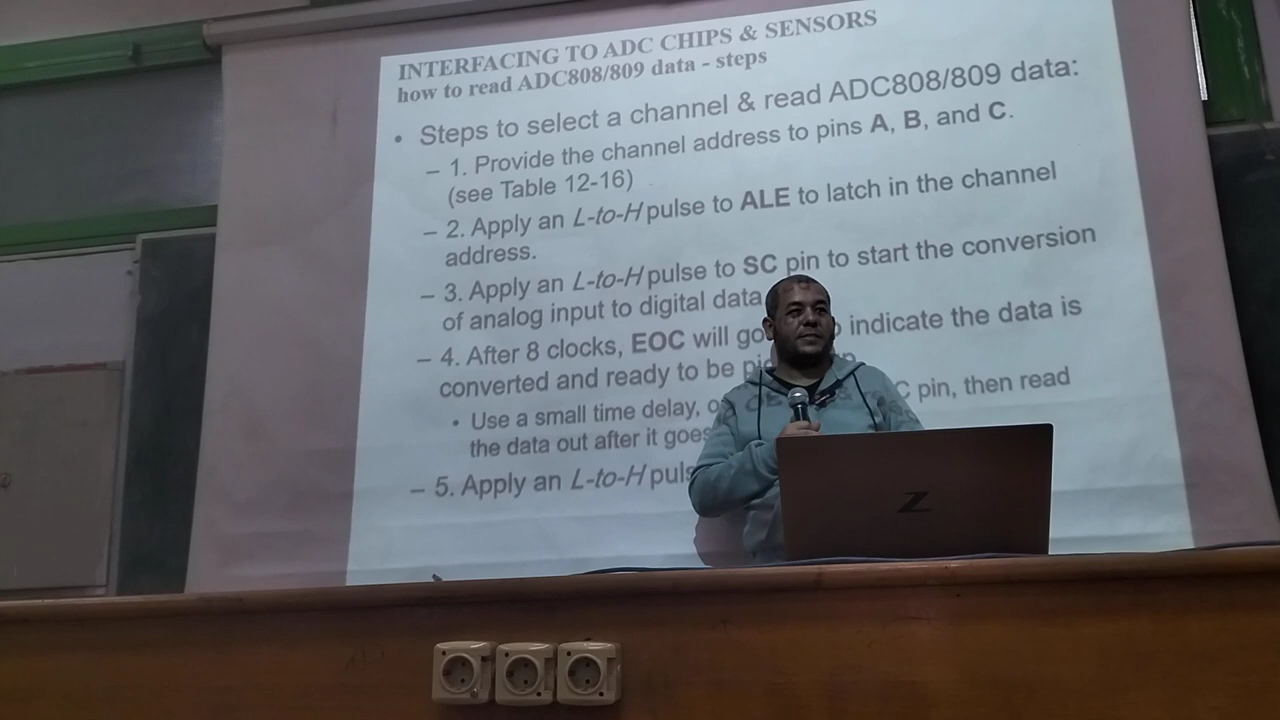 INTERFACING TO ADC CHIPS & SENSORS
how to read ADC808/809 data - steps
• Steps to select a channel & read ADC808/809 data:
– 1. Provide the channel address to pins A, B, and C.
(see Table 12-16)
– 2. Apply an L-to-H pulse to ALE to latch in the channel
address.
– 3. Apply an L-to-H pulse to SC pin to start the conversion
of analog input to digital data
– 4. After 8 clocks, EOC will go indicate the data is
converted and ready to be
• Use a small time delay, pin, then read
the data out after it goes
– 5. Apply an L-to-H
Z